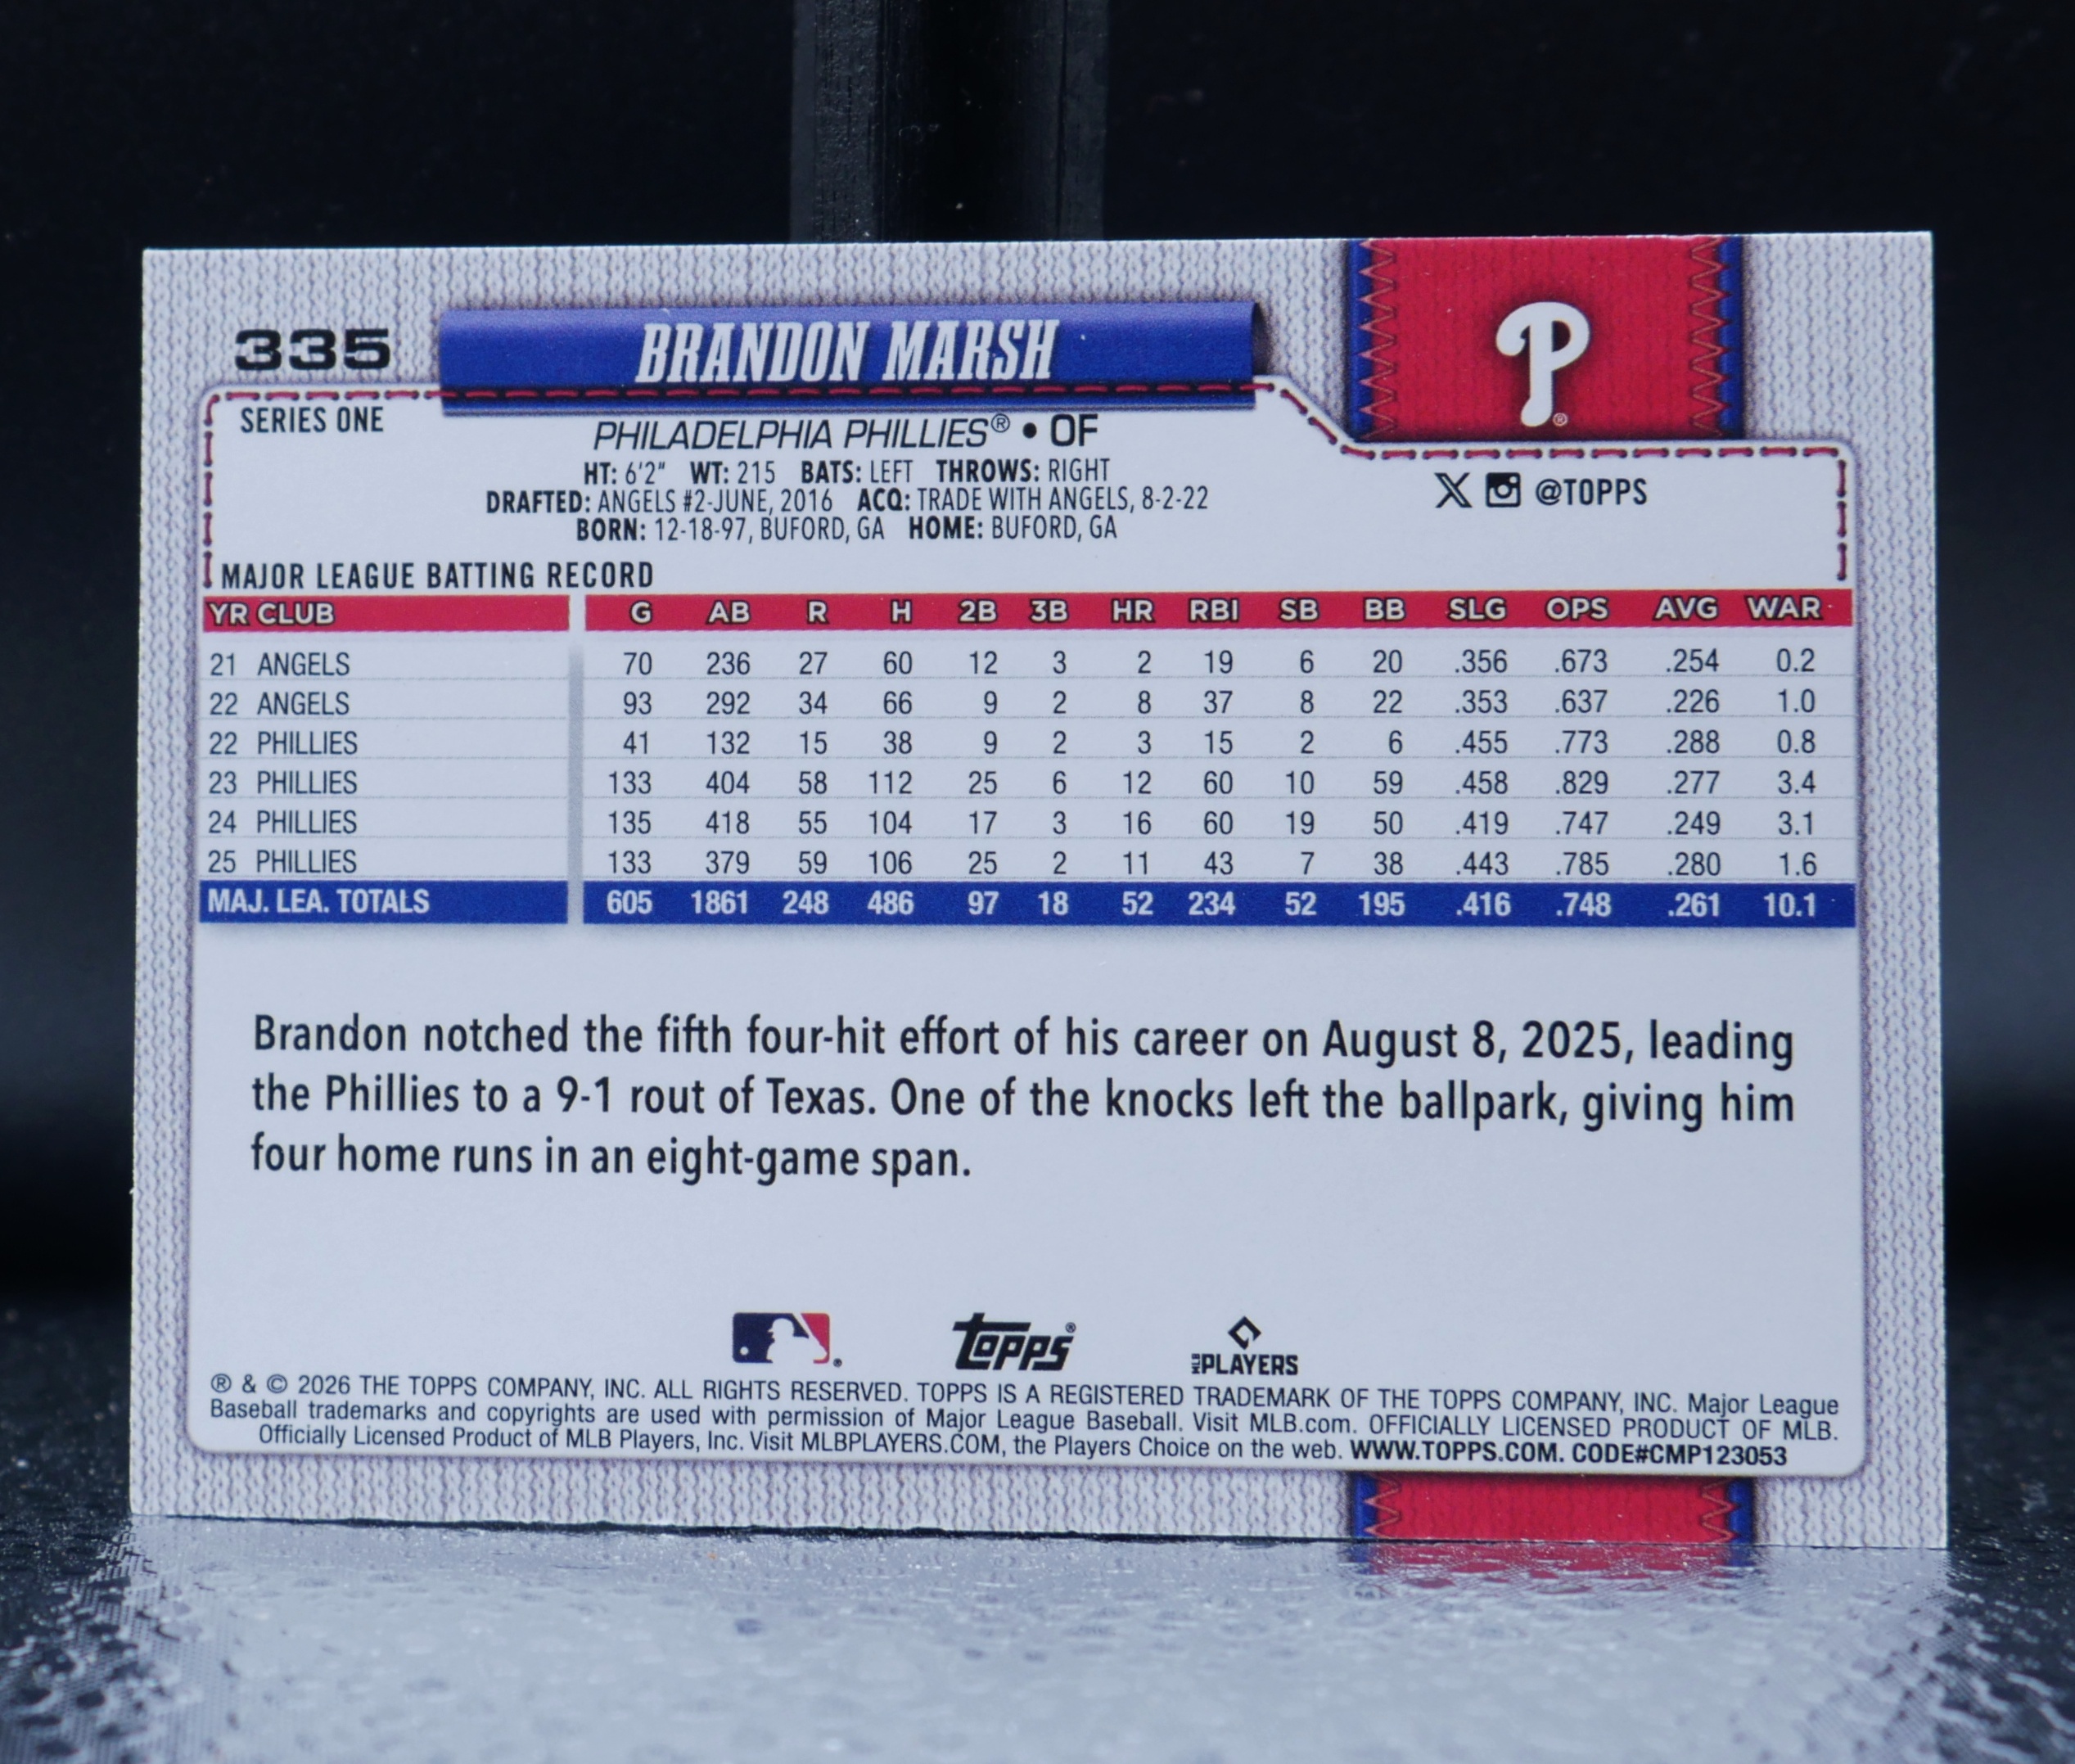 335
BRANDON MARSH
P®
SERIES ONE
PHILADELPHIA PHILLIES® • OF
HT: 6'2" WT: 215 BATS: LEFT THROWS: RIGHT
DRAFTED: ANGELS #2-JUNE, 2016 ACQ: TRADE WITH ANGELS, 8-2-22
BORN: 12-18-97, BUFORD, GA HOME: BUFORD, GA
@TOPPS
MAJOR LEAGUE BATTING RECORD
YR CLUB G AB R H 2B 3B HR RBI SB BB SLG OPS AVG WAR
21 ANGELS 70 236 27 60 12 3 2 19 6 20 .356 .673 .254 0.2
22 ANGELS 93 292 34 66 9 2 8 37 8 22 .353 .637 .226 1.0
22 PHILLIES 41 132 15 38 9 2 3 15 2 6 .455 .773 .288 0.8
23 PHILLIES 133 404 58 112 25 6 12 60 10 59 .458 .829 .277 3.4
24 PHILLIES 135 418 55 104 17 3 16 60 19 50 .419 .747 .249 3.1
25 PHILLIES 133 379 59 106 25 2 11 43 7 38 .443 .785 .280 1.6
MAJ. LEA. TOTALS 605 1861 248 486 97 18 52 234 52 195 .416 .748 .261 10.1
Brandon notched the fifth four-hit effort of his career on August 8, 2025, leading
the Phillies to a 9-1 rout of Texas. One of the knocks left the ballpark, giving him
four home runs in an eight-game span.
Topps®
MLB PLAYERS
® & © 2026 THE TOPPS COMPANY, INC. ALL RIGHTS RESERVED. TOPPS IS A REGISTERED TRADEMARK OF THE TOPPS COMPANY, INC. Major League
Baseball trademarks and copyrights are used with permission of Major League Baseball. Visit MLB.com. OFFICIALLY LICENSED PRODUCT OF MLB.
Officially Licensed Product of MLB Players, Inc. Visit MLBPLAYERS.COM, the Players Choice on the web. WWW.TOPPS.COM. CODE#CMP123053